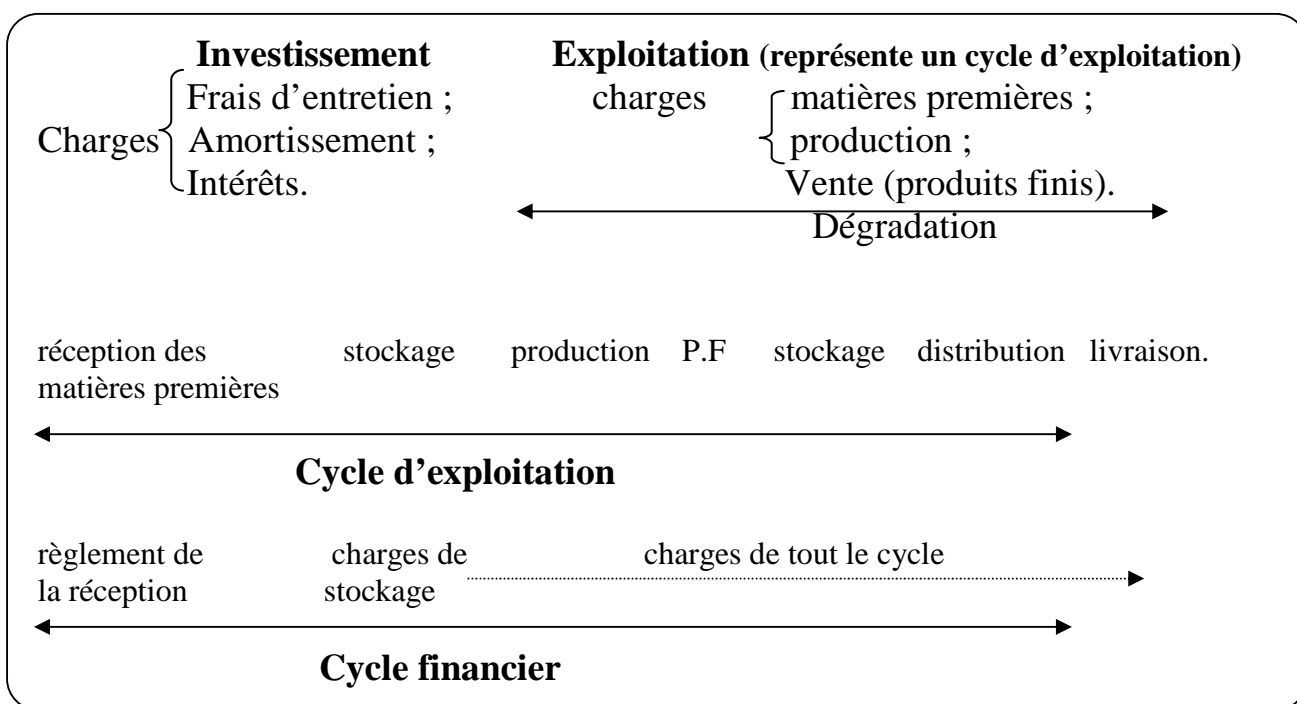 Investissement Exploitation (représente un cycle d’exploitation)
Frais d’entretien ; charges matières premières ;
Charges Amortissement ; production ;
Intérêts. Vente (produits finis).
Dégradation
réception des stockage production P.F stockage distribution livraison.
matières premières
Cycle d’exploitation
règlement de charges de charges de tout le cycle
la réception stockage
Cycle financier